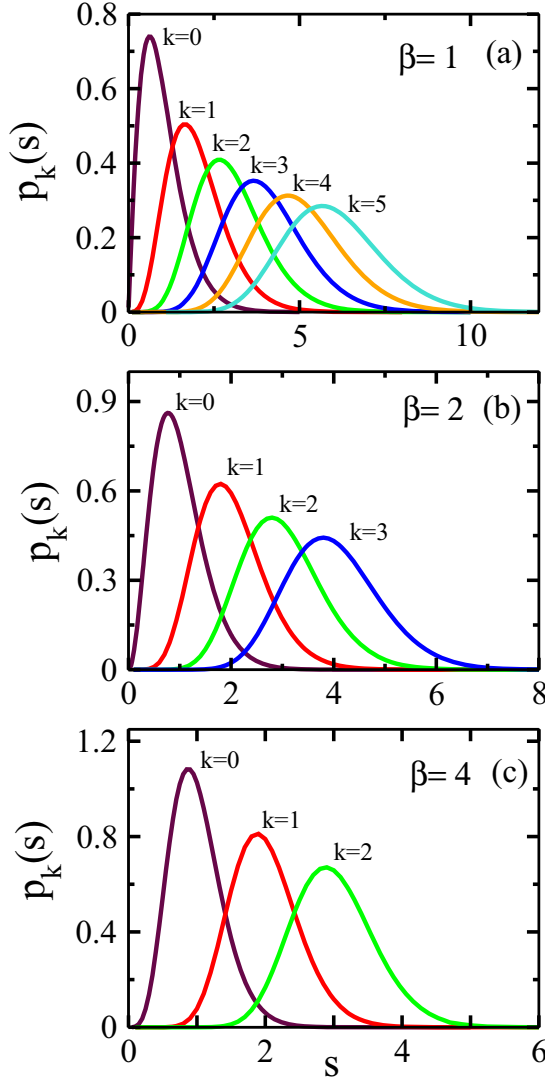 0.8
β= 1 (a)
k=0
0.6
k=1
k=2
0.4
k=3
k=4
k=5
0.2
0
p_k(s)
0 5 10
β= 2 (b)
0.9
k=0
k=1
0.6
k=2
k=3
0.3
0
p_k(s)
0 2 4 6 8
1.2
k=0
β= 4 (c)
k=1
0.8
k=2
0.4
0
p_k(s)
0 2 4 6
s